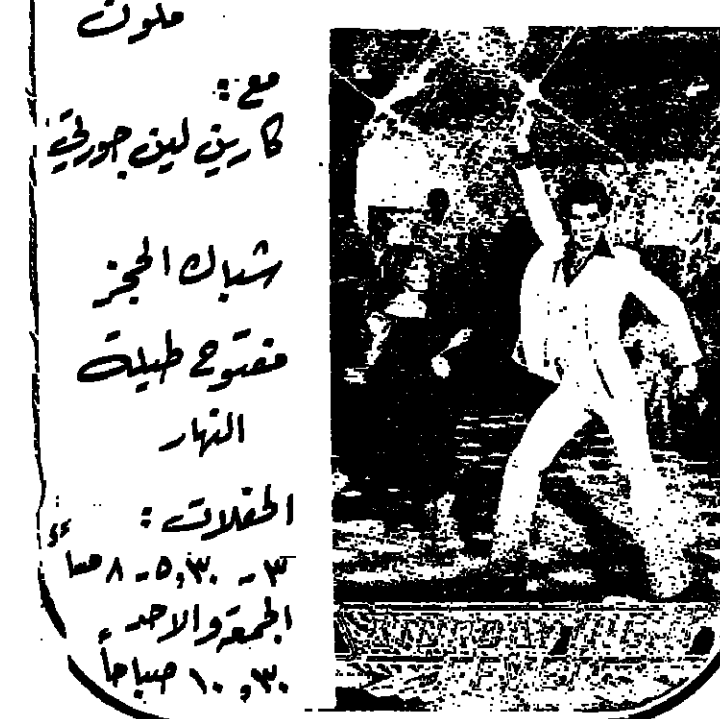 ملون
مع :
كارين لين جورني
شباك الحجز
مفتوح طيلة
النهار
الحفلات :
٣ - ٥,٣٠ - ٨ مساءً
الجمعة والاحد
١٠,٣٠ صباحاً